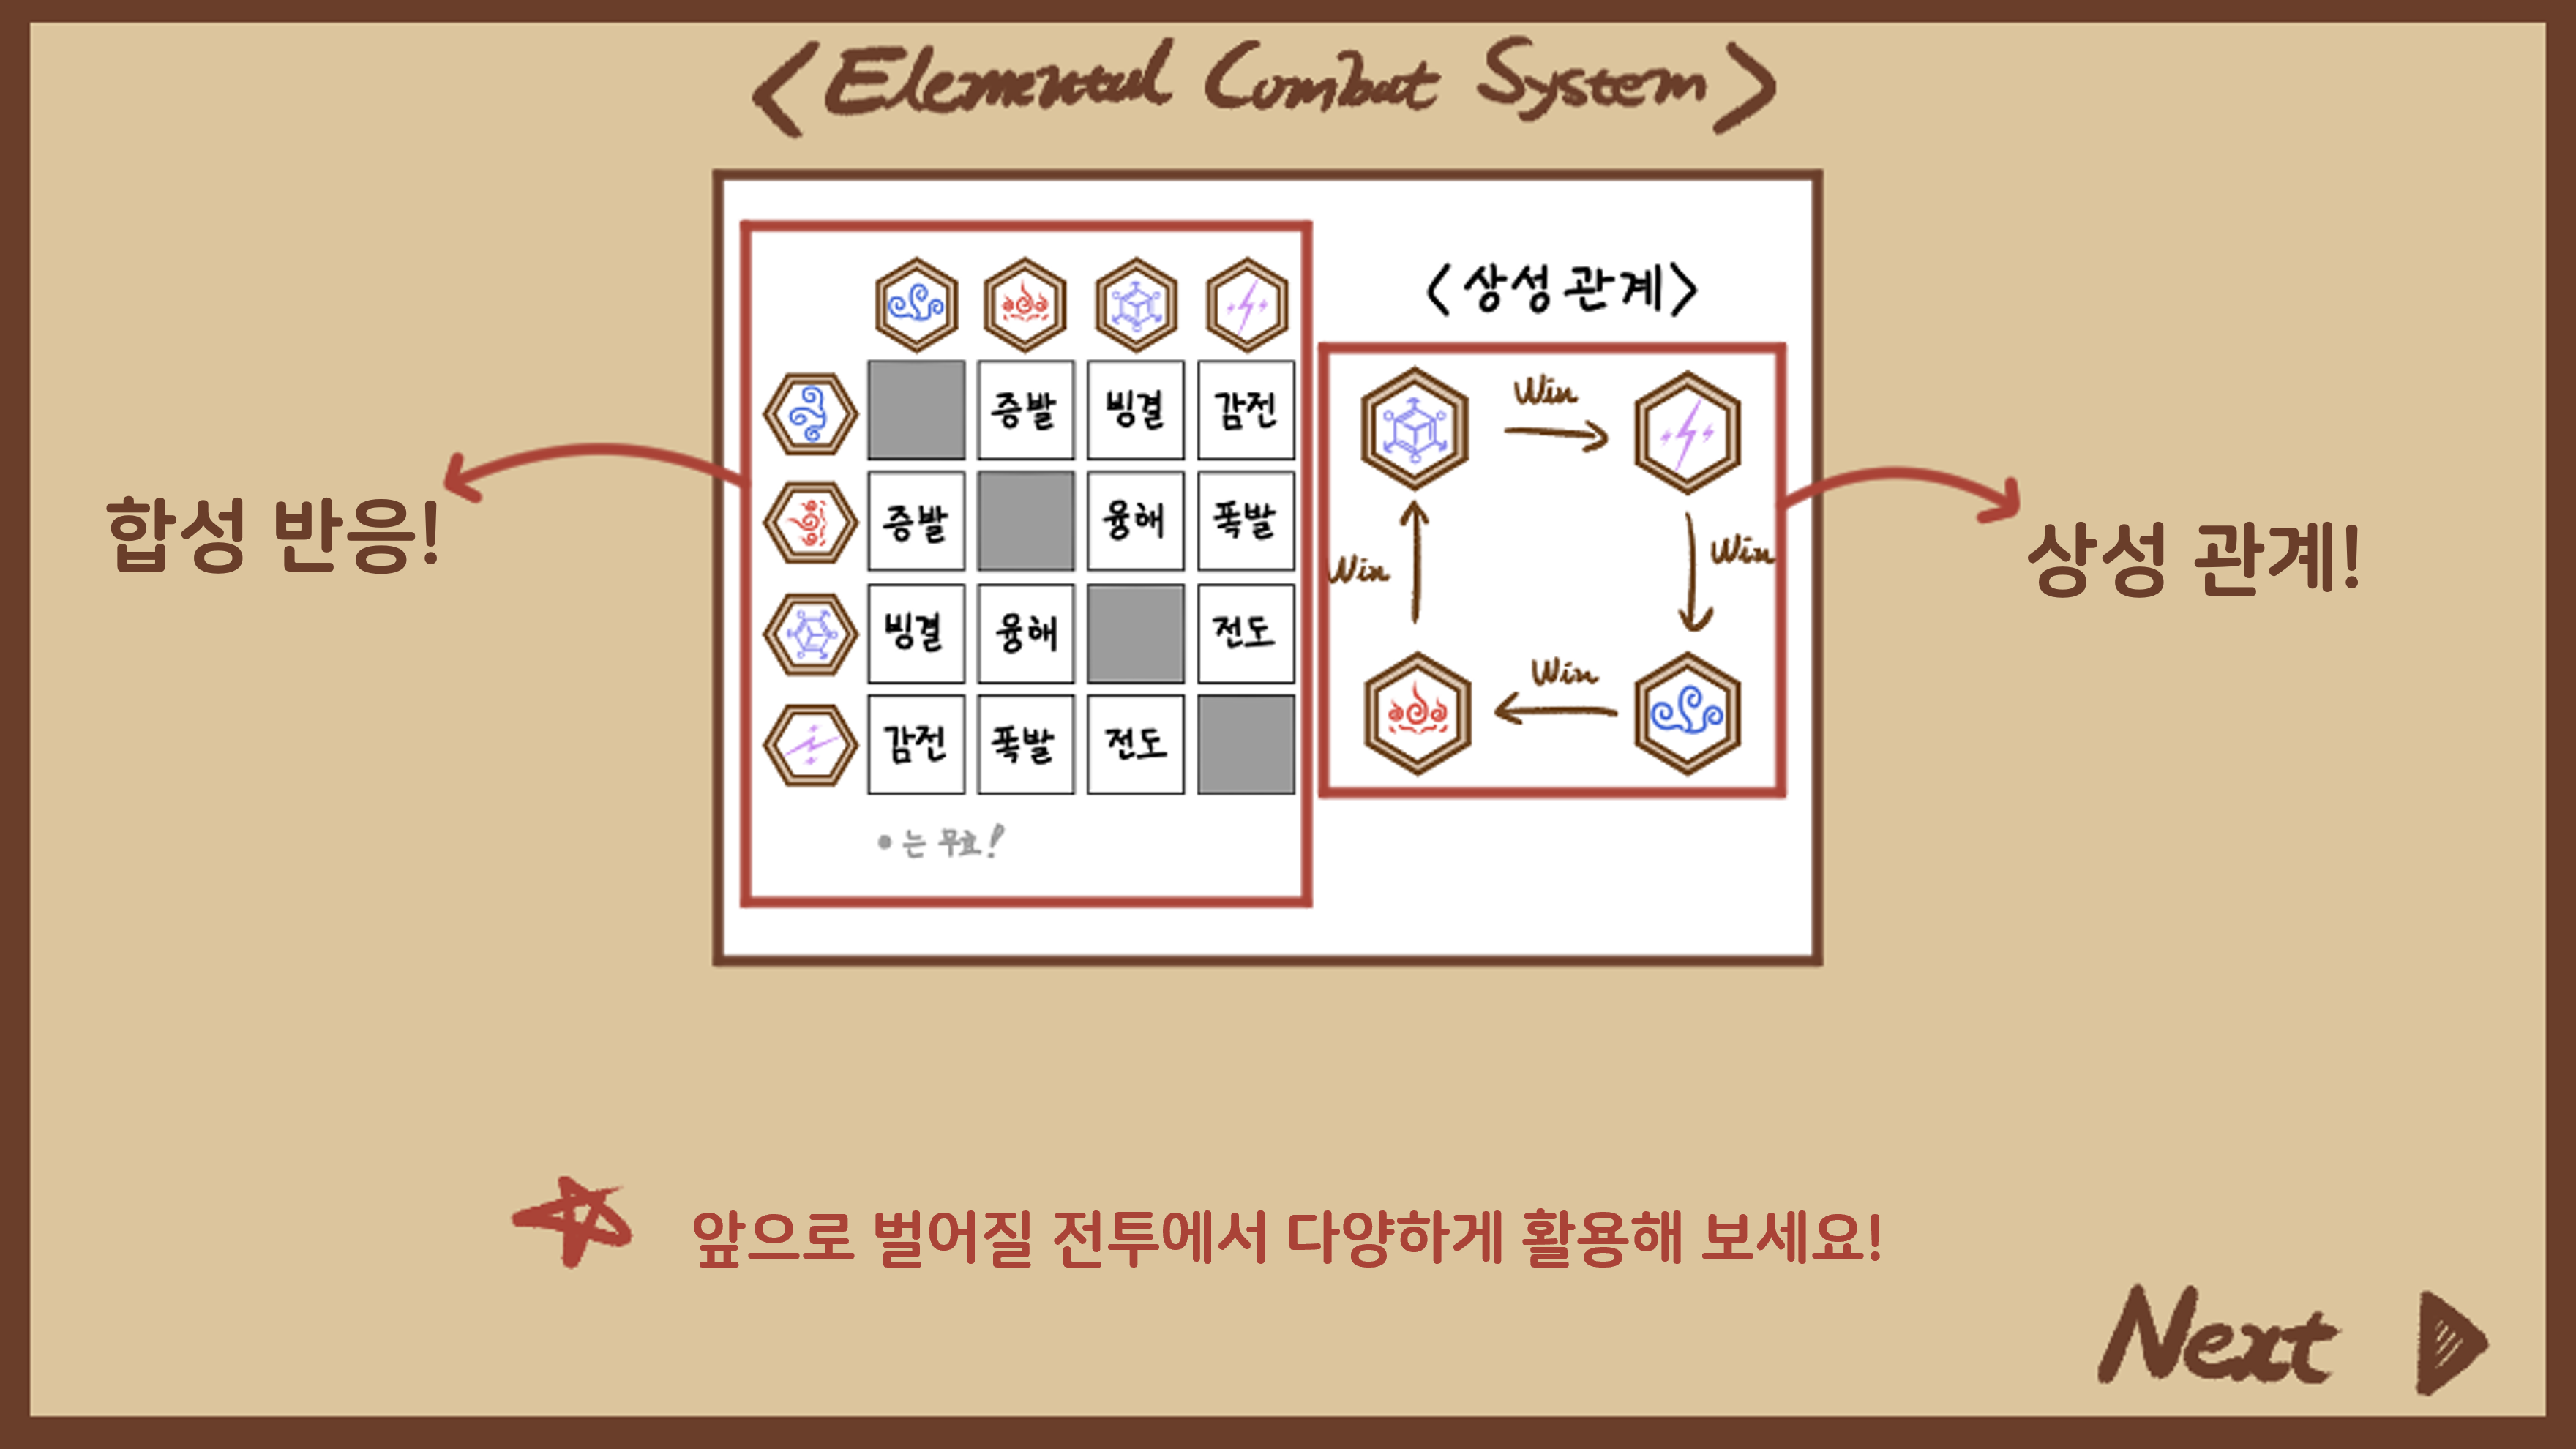 <Elemental Combat System>
<상성 관계>
증발 빙결 감전
증발 융해 폭발
빙결 융해 전도
감전 폭발 전도
는 무효!
Win
Win
Win
Win
합성 반응!
상성 관계!
앞으로 벌어질 전투에서 다양하게 활용해 보세요!
Next